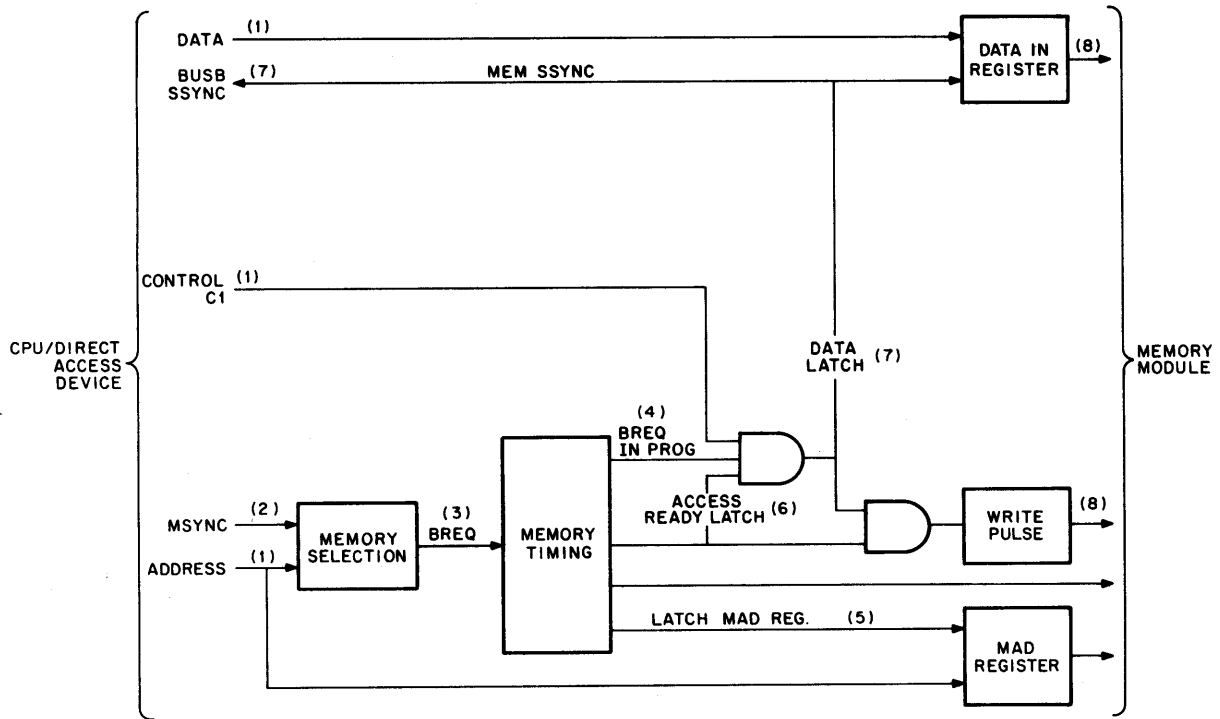 DATA (1)
BUSB (7)
SSYNC
MEM SSYNC
DATA IN
REGISTER
(8)
CONTROL (1)
C1
CPU/DIRECT
ACCESS
DEVICE
DATA
LATCH (7)
MEMORY
MODULE
(4)
BREQ
IN PROG
ACCESS
READY LATCH (6)
MSYNC (2)
ADDRESS (1)
MEMORY
SELECTION
(3)
BREQ
MEMORY
TIMING
WRITE
PULSE
(8)
LATCH MAD REG. (5)
MAD
REGISTER